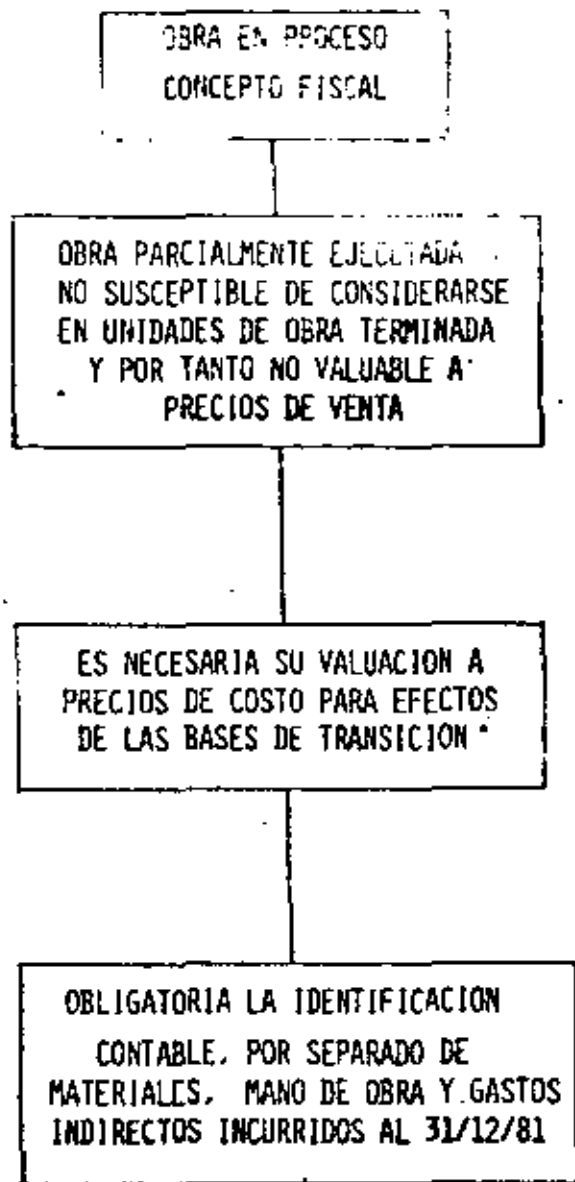 OBRA EN PROCESO
CONCEPTO FISCAL
OBRA PARCIALMENTE EJECUTADA
NO SUSCEPTIBLE DE CONSIDERARSE
EN UNIDADES DE OBRA TERMINADA
Y POR TANTO NO VALUABLE A
PRECIOS DE VENTA
ES NECESARIA SU VALUACION A
PRECIOS DE COSTO PARA EFECTOS
DE LAS BASES DE TRANSICION
OBLIGATORIA LA IDENTIFICACION
CONTABLE, POR SEPARADO DE
MATERIALES, MANO DE OBRA Y GASTOS
INDIRECTOS INCURRIDOS AL 31/12/81